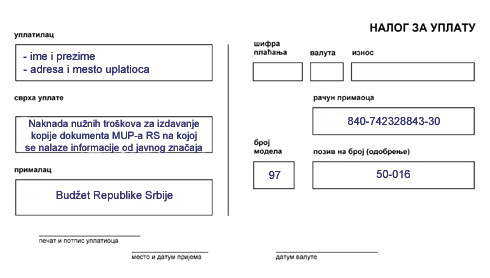 НАЛОГ ЗА УПЛАТУ
уплатилац
- ime i prezime
- adresa i mesto uplatioca
сврха уплате
Naknada nužnih troškova za izdavanje
kopije dokumenta MUP-a RS na kojoj
se nalaze informacije od javnog značaja
прималац
Budžet Republike Srbije
печат и потпис уплатиоца
место и датум пријема
шифра
плаћања
валута
износ
рачун примаоца
840-742328843-30
број
модела
97
позив на број (одобрење)
50-016
датум валуте